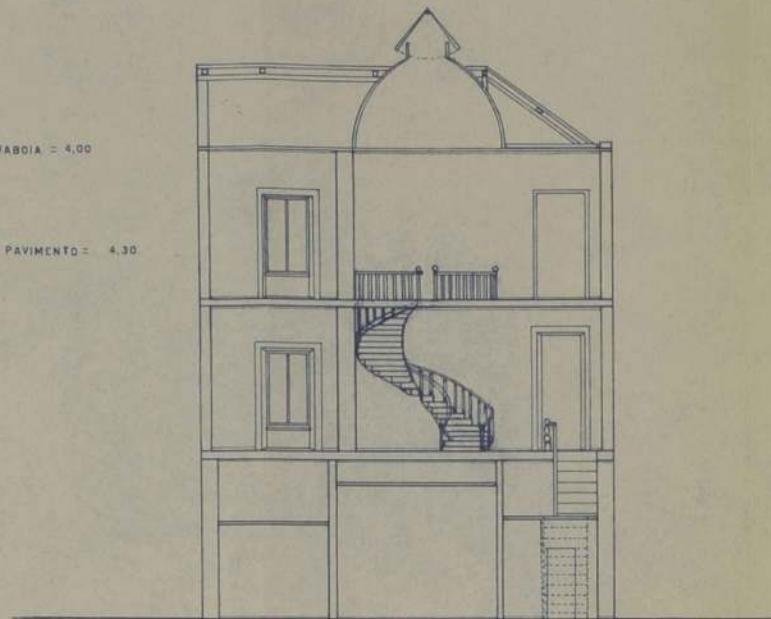 ABOIA = 4,00
PAVIMENTO = 4.30